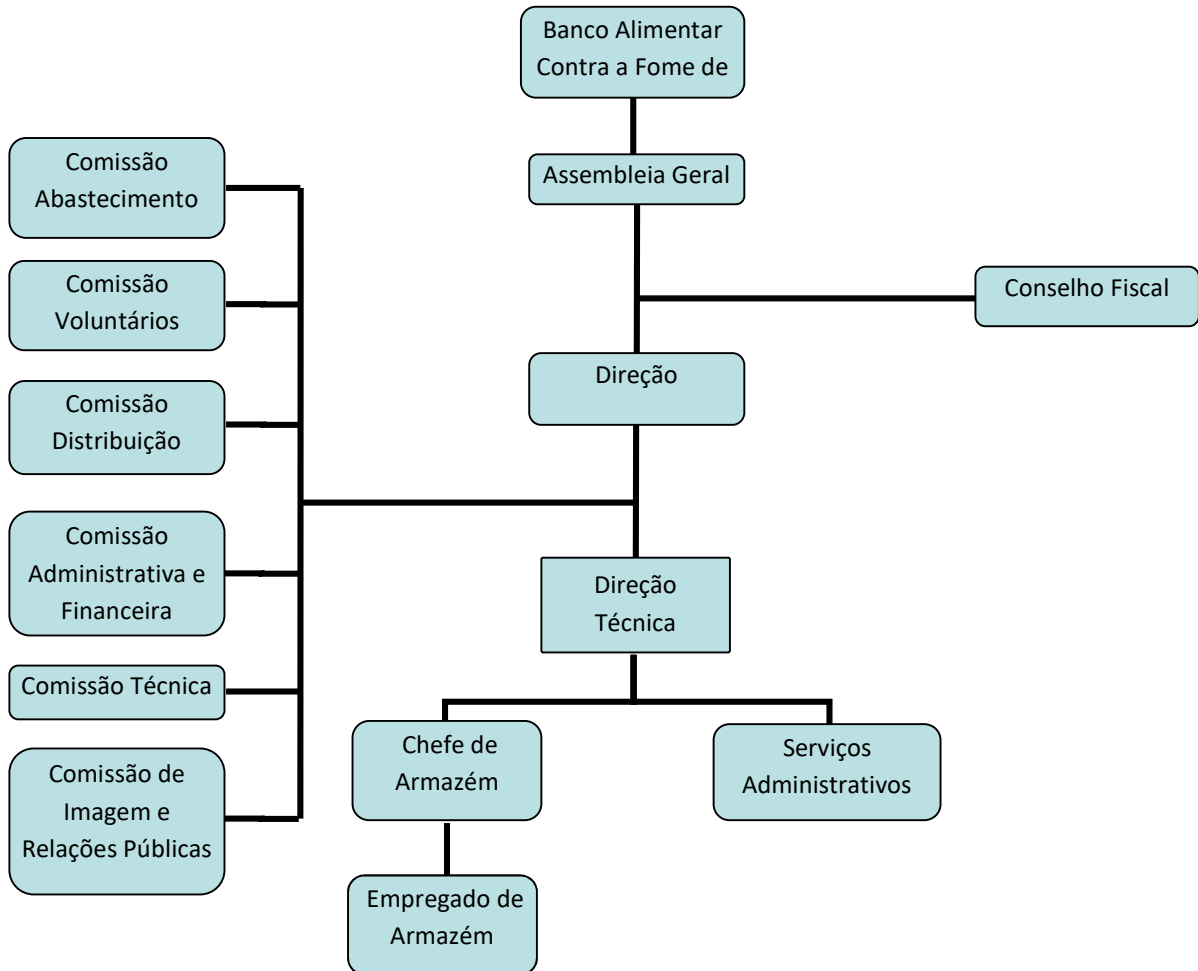 Banco Alimentar
Contra a Fome de
Assembleia Geral
Conselho Fiscal
Direção
Comissão
Abastecimento
Comissão
Voluntários
Comissão
Distribuição
Comissão
Administrativa e
Financeira
Comissão Técnica
Comissão de
Imagem e
Relações Públicas
Direção
Técnica
Chefe de
Armazém
Serviços
Administrativos
Empregado de
Armazém